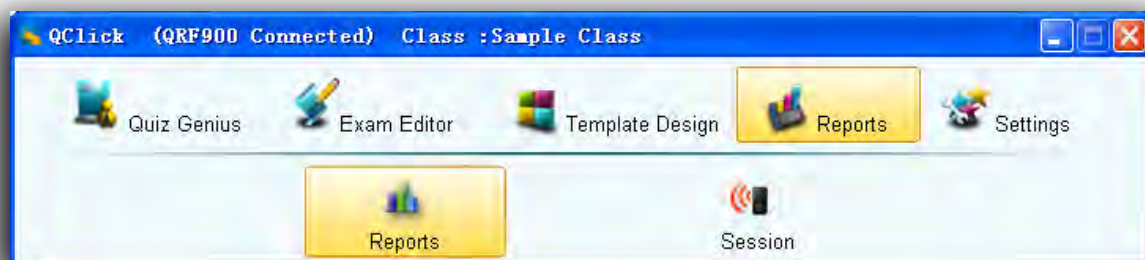 QClick (QRF900 Connected) Class :Sample Class
Quiz Genius Exam Editor Template Design Reports Settings
Reports Session